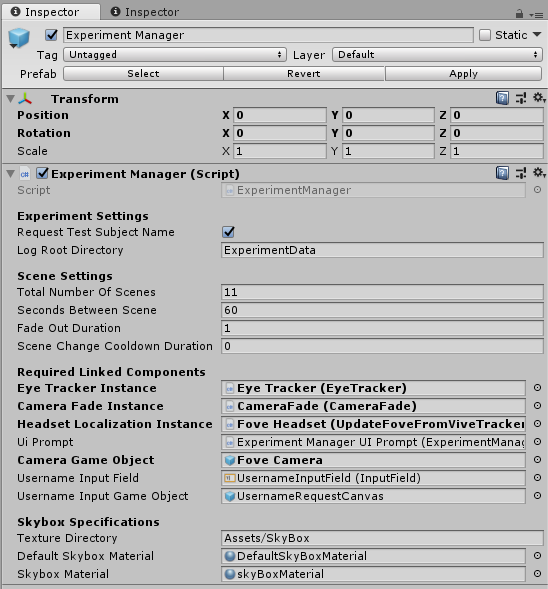 Inspector Inspector
Experiment Manager Static
Tag Untagged Layer Default
Prefab Select Revert Apply
Transform
Position X 0 Y 0 Z 0
Rotation X 0 Y 0 Z 0
Scale X 1 Y 1 Z 1
Experiment Manager (Script)
Script ExperimentManager
Experiment Settings
Request Test Subject Name
Log Root Directory ExperimentData
Scene Settings
Total Number Of Scenes 11
Seconds Between Scene 60
Fade Out Duration 1
Scene Change Cooldown Duration 0
Required Linked Components
Eye Tracker Instance Eye Tracker (EyeTracker)
Camera Fade Instance CameraFade (CameraFade)
Headset Localization Instance Fove Headset (UpdateFoveFromViveTracker
Ui Prompt Experiment Manager UI Prompt (ExperimentManag
Camera Game Object Fove Camera
Username Input Field UsernameInputField (InputField)
Username Input Game Object UsernameRequestCanvas
Skybox Specifications
Texture Directory Assets/SkyBox
Default Skybox Material DefaultSkyBoxMaterial
Skybox Material skyBoxMaterial